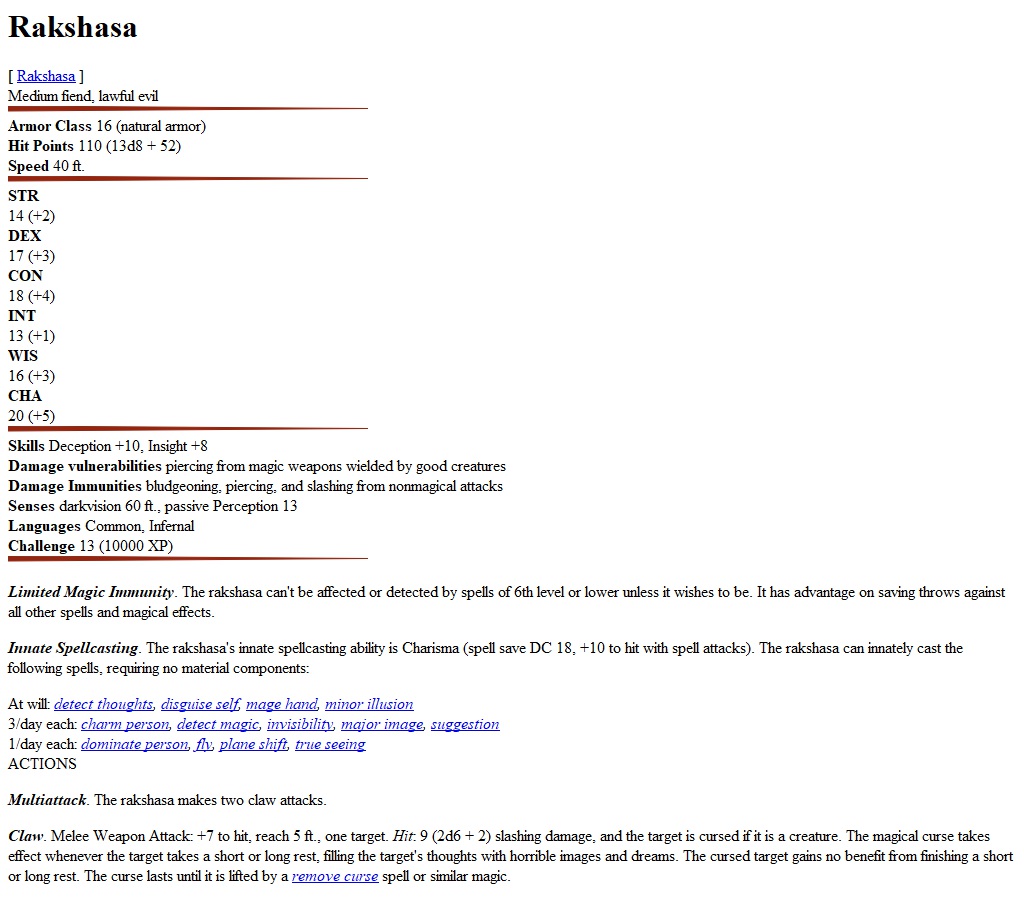 Rakshasa
[ Rakshasa ]
Medium fiend, lawful evil
Armor Class 16 (natural armor)
Hit Points 110 (13d8 + 52)
Speed 40 ft.
STR
14 (+2)
DEX
17 (+3)
CON
18 (+4)
INT
13 (+1)
WIS
16 (+3)
CHA
20 (+5)
Skills Deception +10, Insight +8
Damage vulnerabilities piercing from magic weapons wielded by good creatures
Damage Immunities bludgeoning, piercing, and slashing from nonmagical attacks
Senses darkvision 60 ft., passive Perception 13
Languages Common, Infernal
Challenge 13 (10000 XP)
Limited Magic Immunity. The rakshasa can't be affected or detected by spells of 6th level or lower unless it wishes to be. It has advantage on saving throws against
all other spells and magical effects.
Innate Spellcasting. The rakshasa's innate spellcasting ability is Charisma (spell save DC 18, +10 to hit with spell attacks). The rakshasa can innately cast the
following spells, requiring no material components:
At will: detect thoughts, disguise self, mage hand, minor illusion
3/day each: charm person, detect magic, invisibility, major image, suggestion
1/day each: dominate person, fly, plane shift, true seeing
ACTIONS
Multiattack. The rakshasa makes two claw attacks.
Claw. Melee Weapon Attack: +7 to hit, reach 5 ft., one target. Hit: 9 (2d6 + 2) slashing damage, and the target is cursed if it is a creature. The magical curse takes
effect whenever the target takes a short or long rest, filling the target's thoughts with horrible images and dreams. The cursed target gains no benefit from finishing a short
or long rest. The curse lasts until it is lifted by a remove curse spell or similar magic.